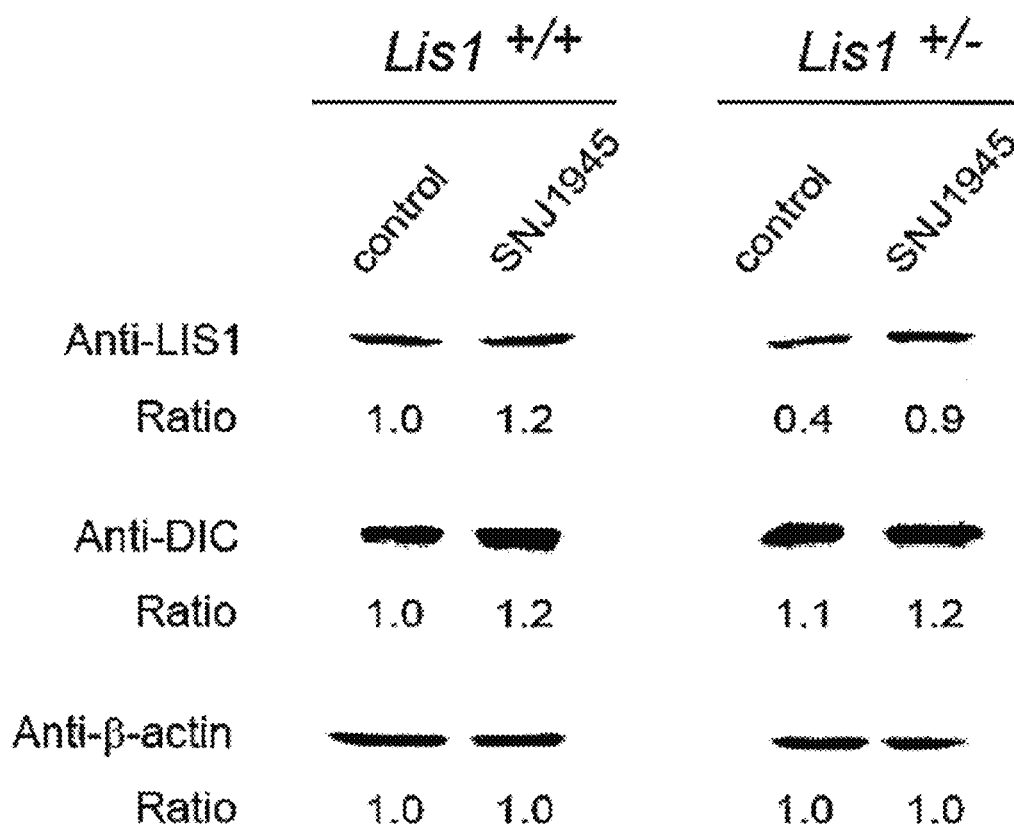 Lis1 +/+ Lis1 +/-
control SNJ1945 control SNJ1945
Anti-LIS1
Ratio 1.0 1.2 0.4 0.9
Anti-DIC
Ratio 1.0 1.2 1.1 1.2
Anti-β-actin
Ratio 1.0 1.0 1.0 1.0